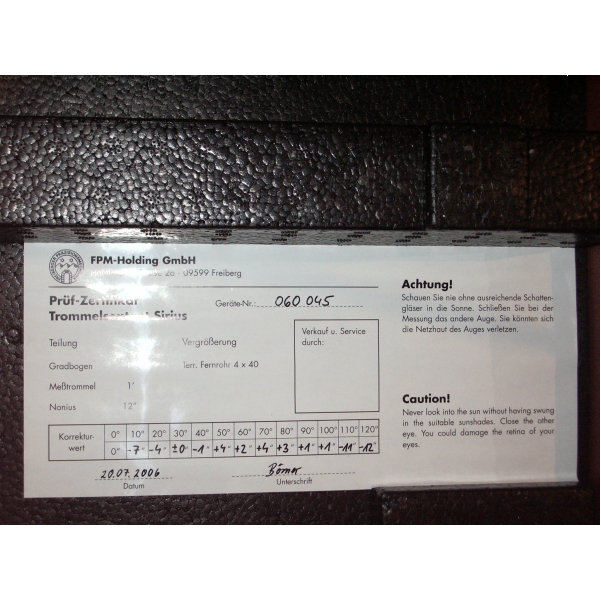 FPM-Holding GmbH
09599 Freiberg
Prüf-Zertifikat
Geräte-Nr.: 060 045
Sirius
Teilung Vergrößerung
Gradbogen Terr. Fernrohr 4 x 40
Meßtrommel 1'
Nonius 12"
Verkauf u. Service
durch:
Korrektur-
wert
0° 10° 20° 30° 40° 50° 60° 70° 80° 90° 100° 110° 120°
0" -7" -4" ±0" -1" +4" +2" +4" +3" +1" +1" -11" -12"
20.07.2006
Datum Unterschrift
Achtung!
Schauen Sie nie ohne ausreichende Schatten-
gläser in die Sonne. Schließen Sie bei der
Messung das andere Auge. Sie könnten sich
die Netzhaut des Auges verletzen.
Caution!
Never look into the sun without having swung
in the suitable sunshades. Close the other
eye. You could damage the retina of your
eyes.